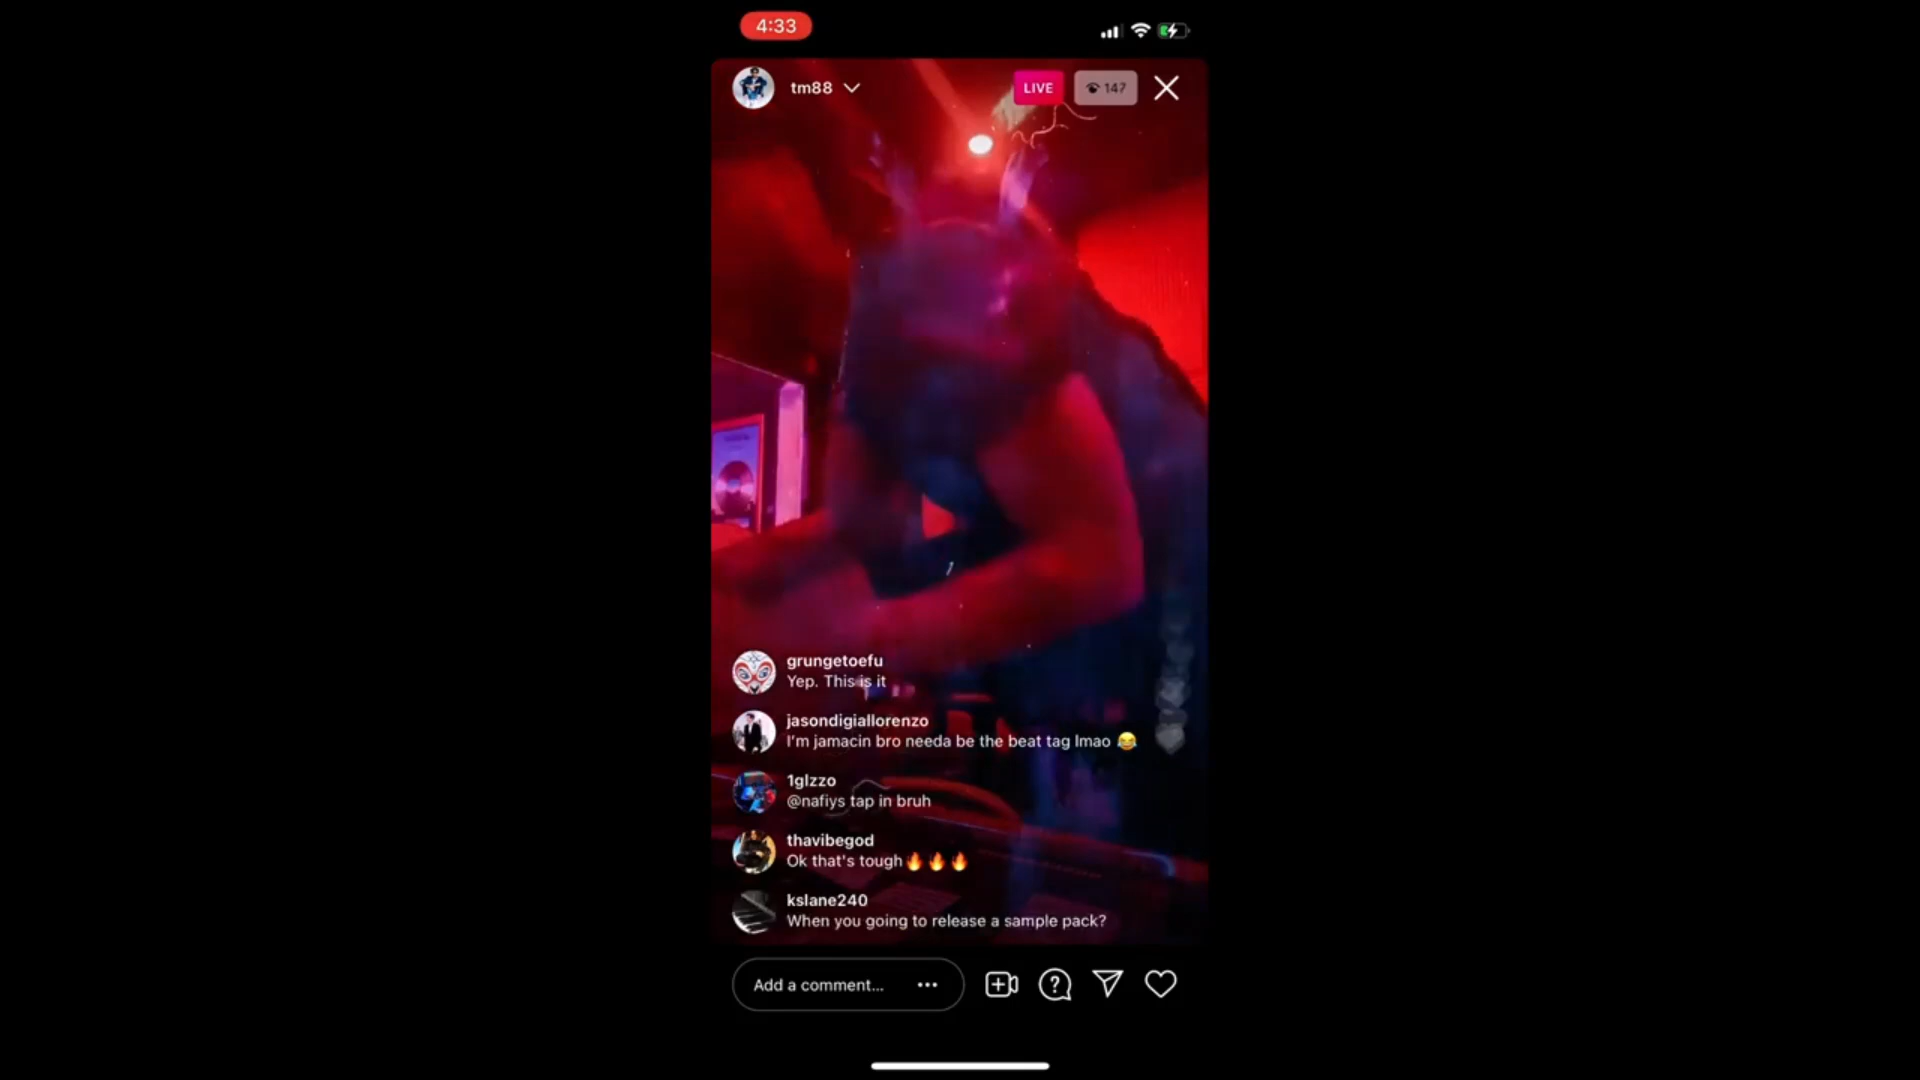 4:33
tm88
LIVE
147
grungetoefu
Yep. This is it
jasondigiallorenzo
I'm jamacin bro needa be the beat tag lmao 😂
1glzzo
@nafiys tap in bruh
thavibegod
Ok that's tough🔥🔥🔥
kslane240
When you going to release a sample pack?
Add a comment...